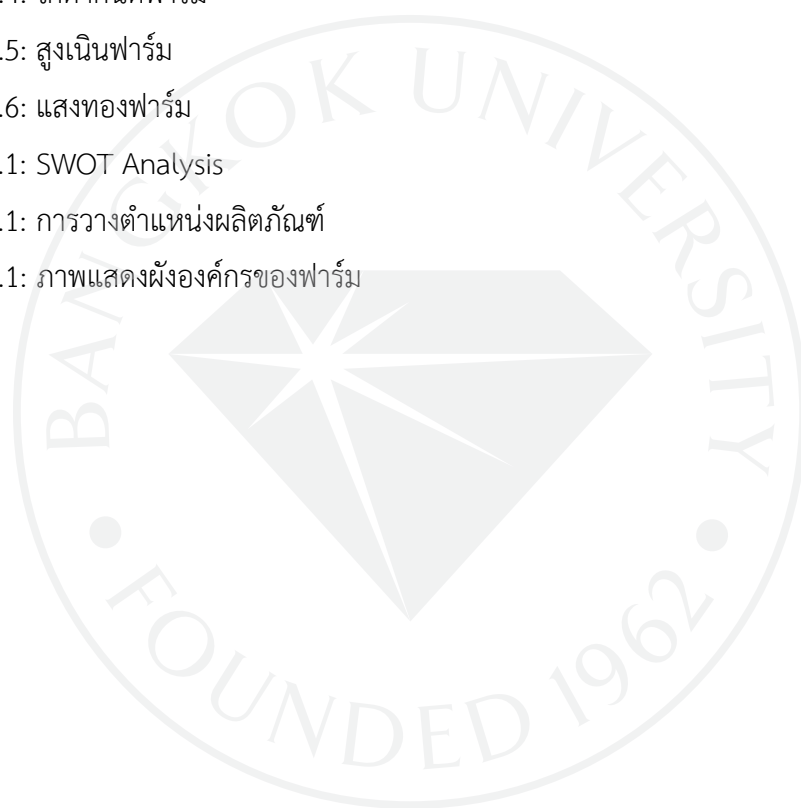 .5: สูงเนินฟาร์ม
.6: แสงทองฟาร์ม
.1: SWOT Analysis
.1: การวางตำแหน่งผลิตภัณฑ์
.1: ภาพแสดงผังองค์กรของฟาร์ม
BANGKOK UNIVERSITY
FOUNDED 1962